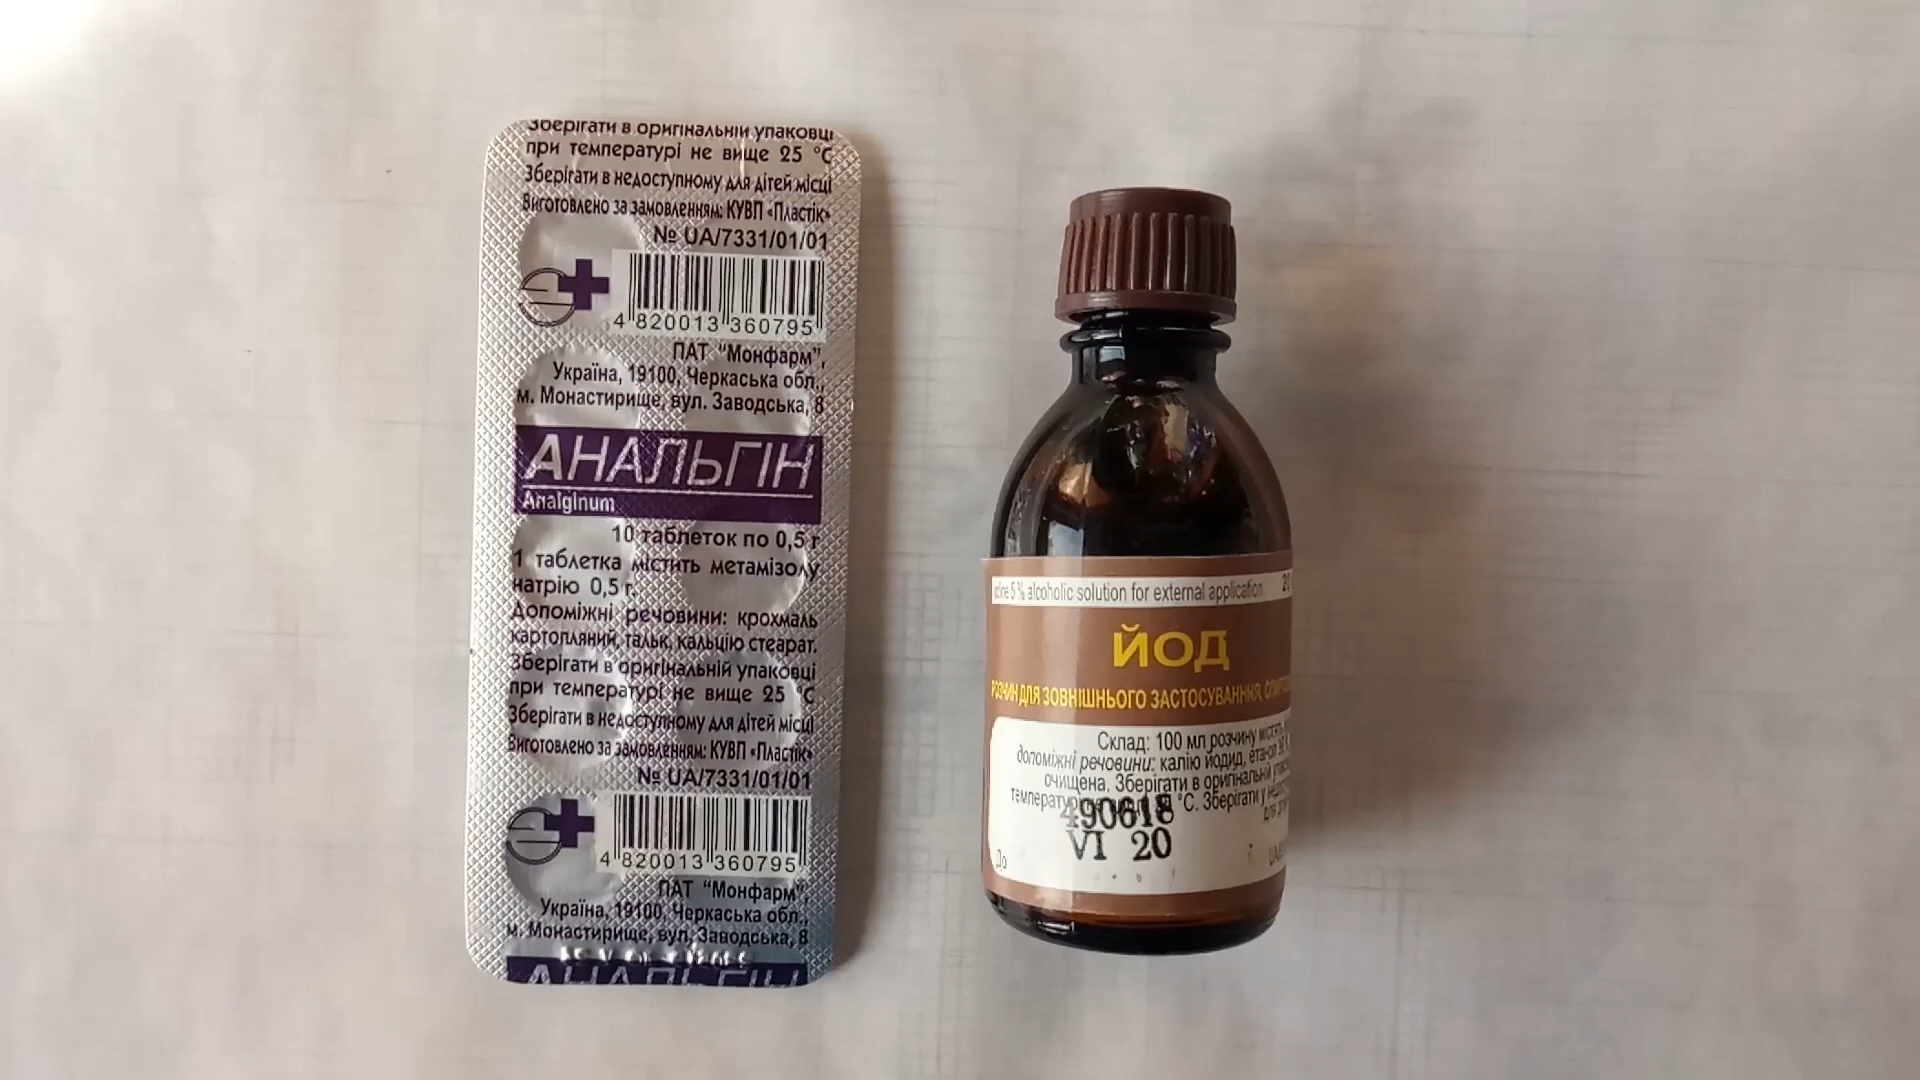 Зберігати в оригінальній упаковці
при температурі не вище 25 °С
Зберігати в недоступному для дітей місці
Виготовлено за замовленням: КУВП «Пластік»
№ UA/7331/01/01
4 820013 360795
ПАТ “Монфарм”,
Україна, 19100, Черкаська обл.,
м. Монастирище, вул. Заводська, 8
АНАЛЬГІН
Analginum
10 таблеток по 0,5 г
1 таблетка містить метамізолу
натрію 0,5 г.
Допоміжні речовини: крохмаль
картопляний, тальк, кальцію стеарат.
Зберігати в оригінальній упаковці
при температурі не вище 25 °С
Зберігати в недоступному для дітей місці
Виготовлено за замовленням: КУВП «Пластік»
№ UA/7331/01/01
4 820013 360795
ПАТ “Монфарм”,
Україна, 19100, Черкаська обл.,
м. Монастирище, вул. Заводська, 8
АНАЛЬГІН
5% alcoholic solution for external application 20
ЙОД
РОЗЧИН ДЛЯ ЗОВНІШНЬОГО ЗАСТОСУВАННЯ,
Склад: 100 мл розчину містять
допоміжні речовини: калію йодид, етанол 96
очищена. Зберігати в оригінальній
°С. Зберігати у
490618
VI 20
До